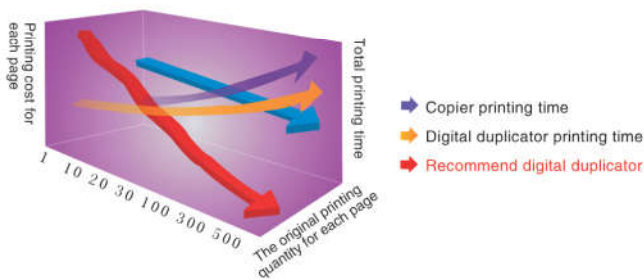 Printing cost for
each page
Total printing time
1 10 20 30 100 300 500
The original printing
quantity for each page
Copier printing time
Digital duplicator printing time
Recommend digital duplicator